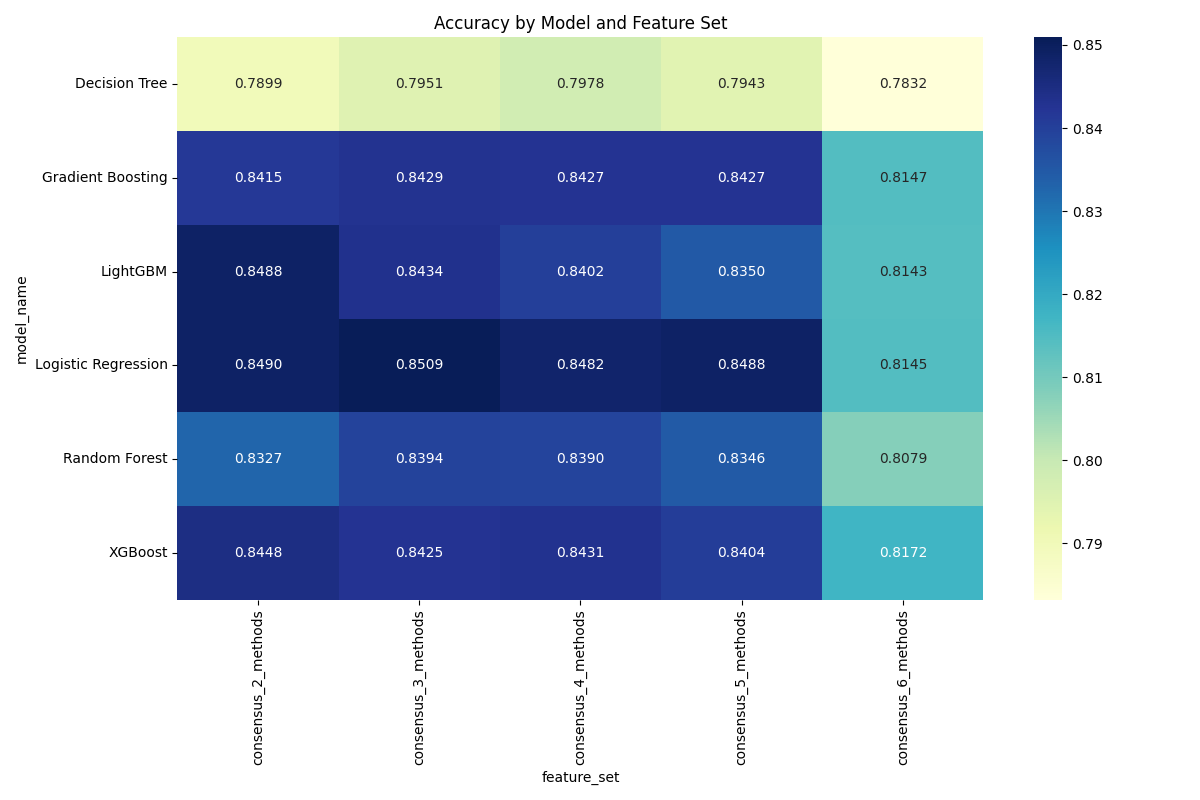 Accuracy by Model and Feature Set
model_name
Decision Tree 0.7899 0.7951 0.7978 0.7943 0.7832
Gradient Boosting 0.8415 0.8429 0.8427 0.8427 0.8147
LightGBM 0.8488 0.8434 0.8402 0.8350 0.8143
Logistic Regression 0.8490 0.8509 0.8482 0.8488 0.8145
Random Forest 0.8327 0.8394 0.8390 0.8346 0.8079
XGBoost 0.8448 0.8425 0.8431 0.8404 0.8172
consensus_2_methods
consensus_3_methods
consensus_4_methods
consensus_5_methods
consensus_6_methods
feature_set
0.85
0.84
0.83
0.82
0.81
0.80
0.79